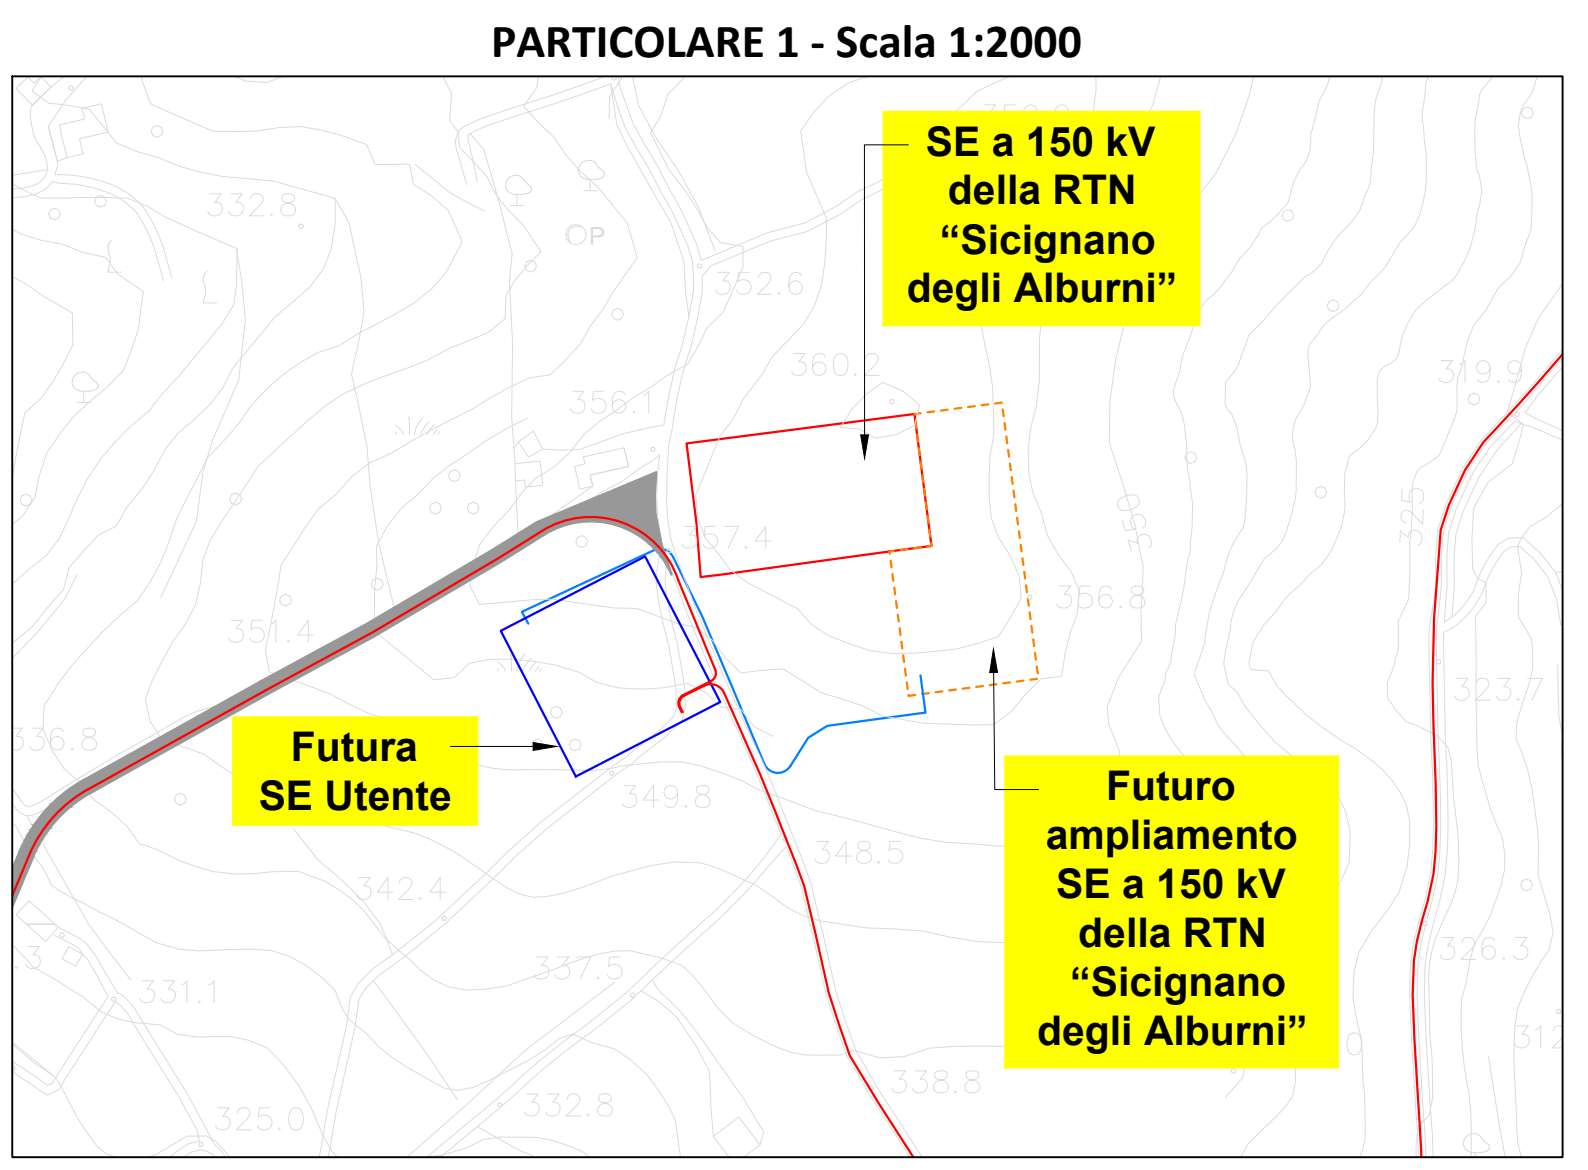 PARTICOLARE 1 - Scala 1:2000
SE a 150 kV
della RTN
“Sicignano
degli Alburni”
332.8
P
352.6
360.2
319.9
356.1
357.4
350
325
356.8
351.4
323.7
336.8
Futura
SE Utente
349.8
Futuro
ampliamento
SE a 150 kV
della RTN
“Sicignano
degli Alburni”
348.5
342.4
326.3
337.5
331.1
338.8
332.8
325.0